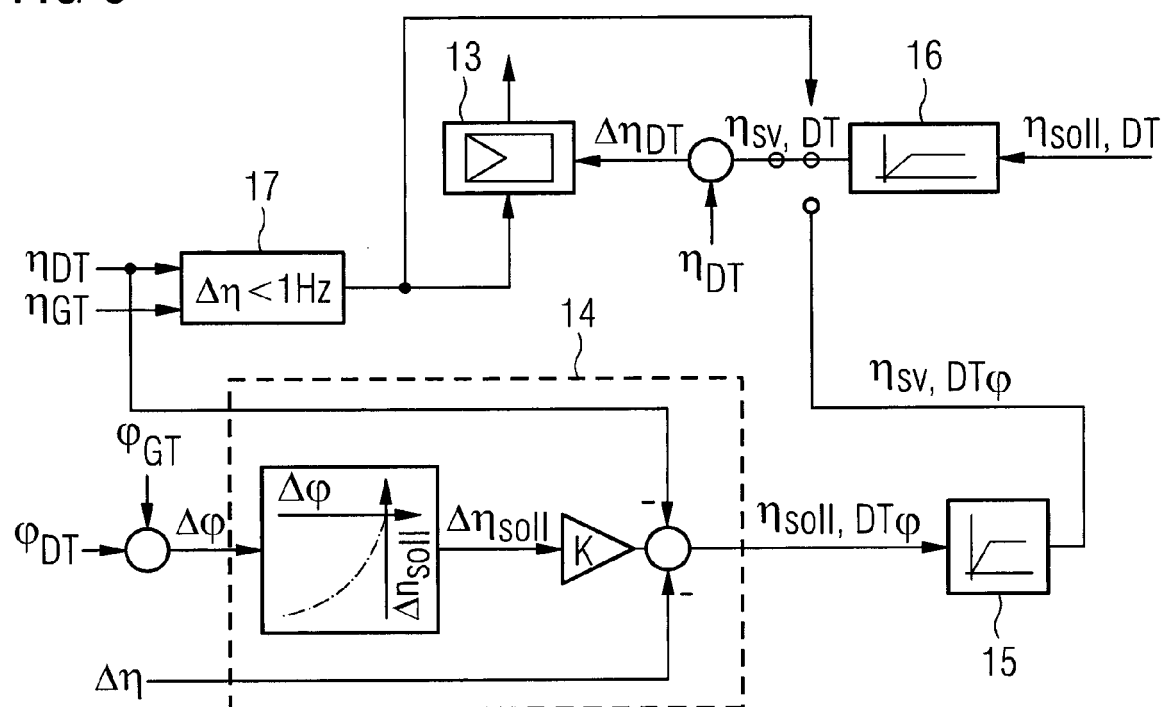 13
16
ΔηDT
ηsv, DT
ηsoll, DT
17
ηDT
ηDT
ηGT
Δη<1Hz
14
ηsv, DTφ
φGT
Δφ
φDT
Δφ
Δηsoll
K
-
ηsoll, DTφ
Δnsoll
-
Δη
15